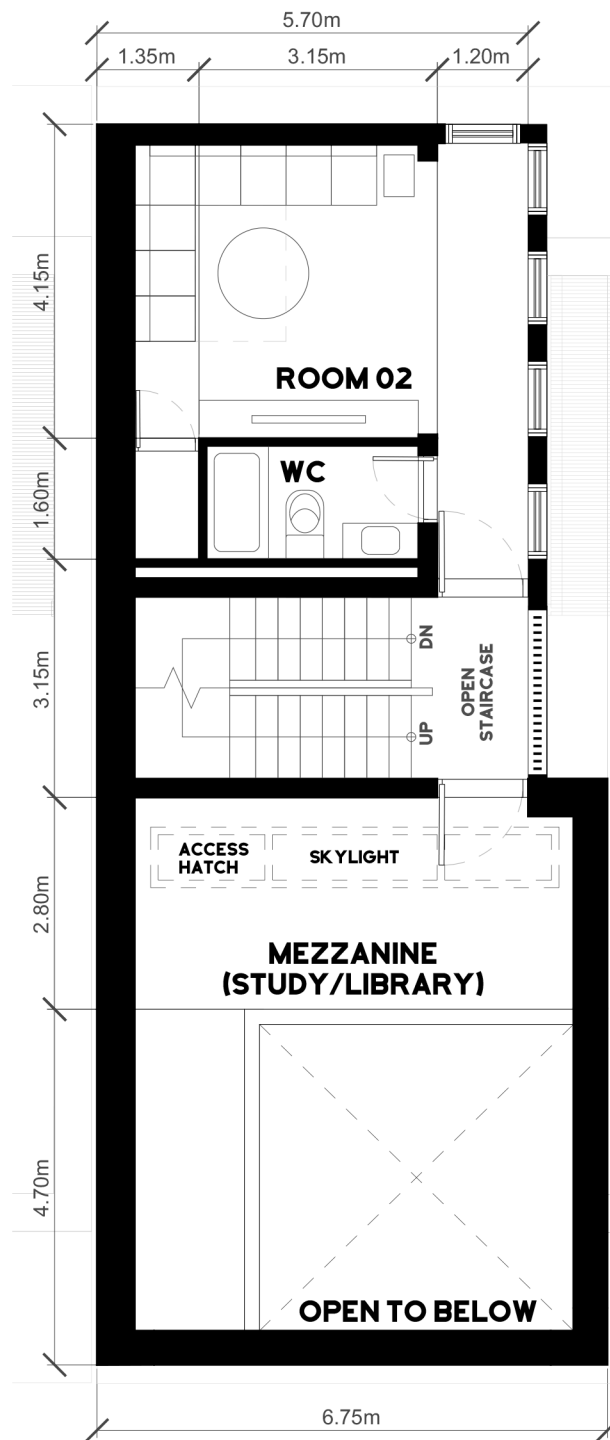 5.70m
1.35m
3.15m
1.20m
4.15m
ROOM 02
WC
1.60m
3.15m
DN
UP
OPEN
STAIRCASE
ACCESS
HATCH
SKYLIGHT
2.80m
MEZZANINE
(STUDY/LIBRARY)
4.70m
OPEN TO BELOW
6.75m